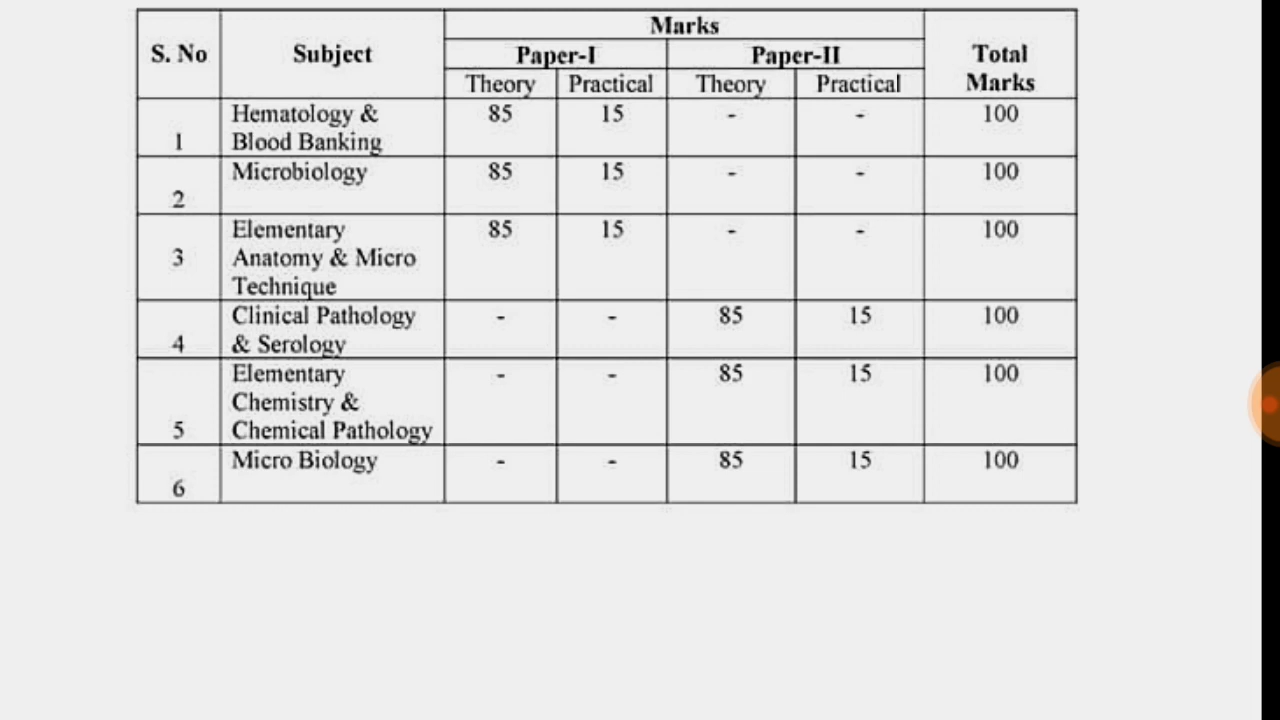 Marks
S. No Subject Paper-I Paper-II Total
Theory Practical Theory Practical Marks
Hematology & 85 15 - - 100
1 Blood Banking
Microbiology 85 15 - - 100
2
Elementary 85 15 - - 100
3 Anatomy & Micro
Technique
Clinical Pathology - - 85 15 100
4 & Serology
Elementary - - 85 15 100
Chemistry &
5 Chemical Pathology
Micro Biology - - 85 15 100
6